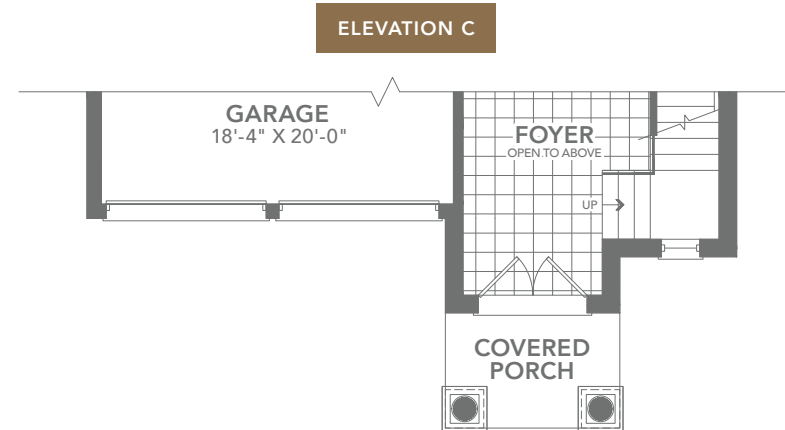 ELEVATION C
GARAGE
18'-4" X 20'-0"
FOYER
OPEN TO ABOVE
UP
COVERED
PORCH